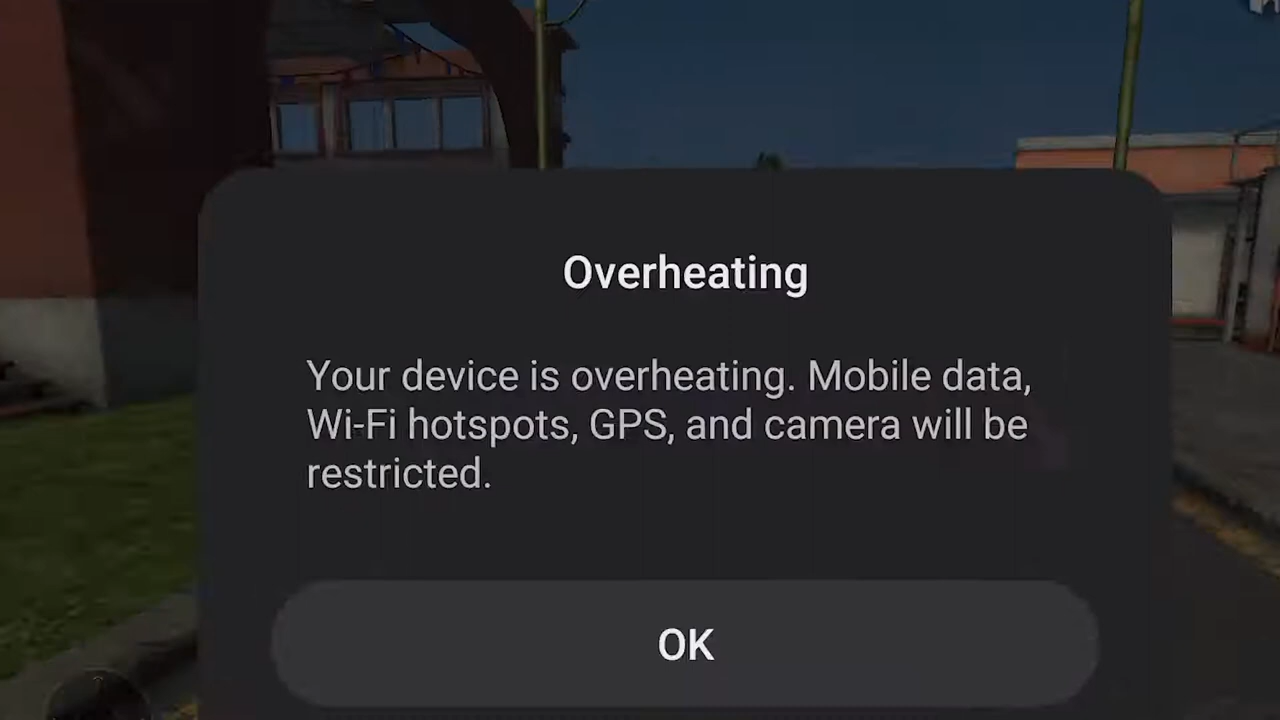 Overheating
Your device is overheating. Mobile data,
Wi-Fi hotspots, GPS, and camera will be
restricted.
OK